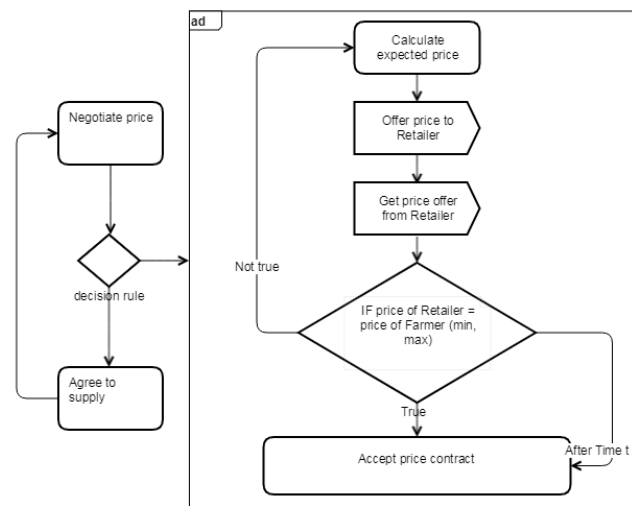 ad
Negotiate price
decision rule
Agree to
supply
Calculate
expected price
Offer price to
Retailer
Get price offer
from Retailer
Not true
IF price of Retailer =
price of Farmer (min,
max)
True
After Time t
Accept price contract